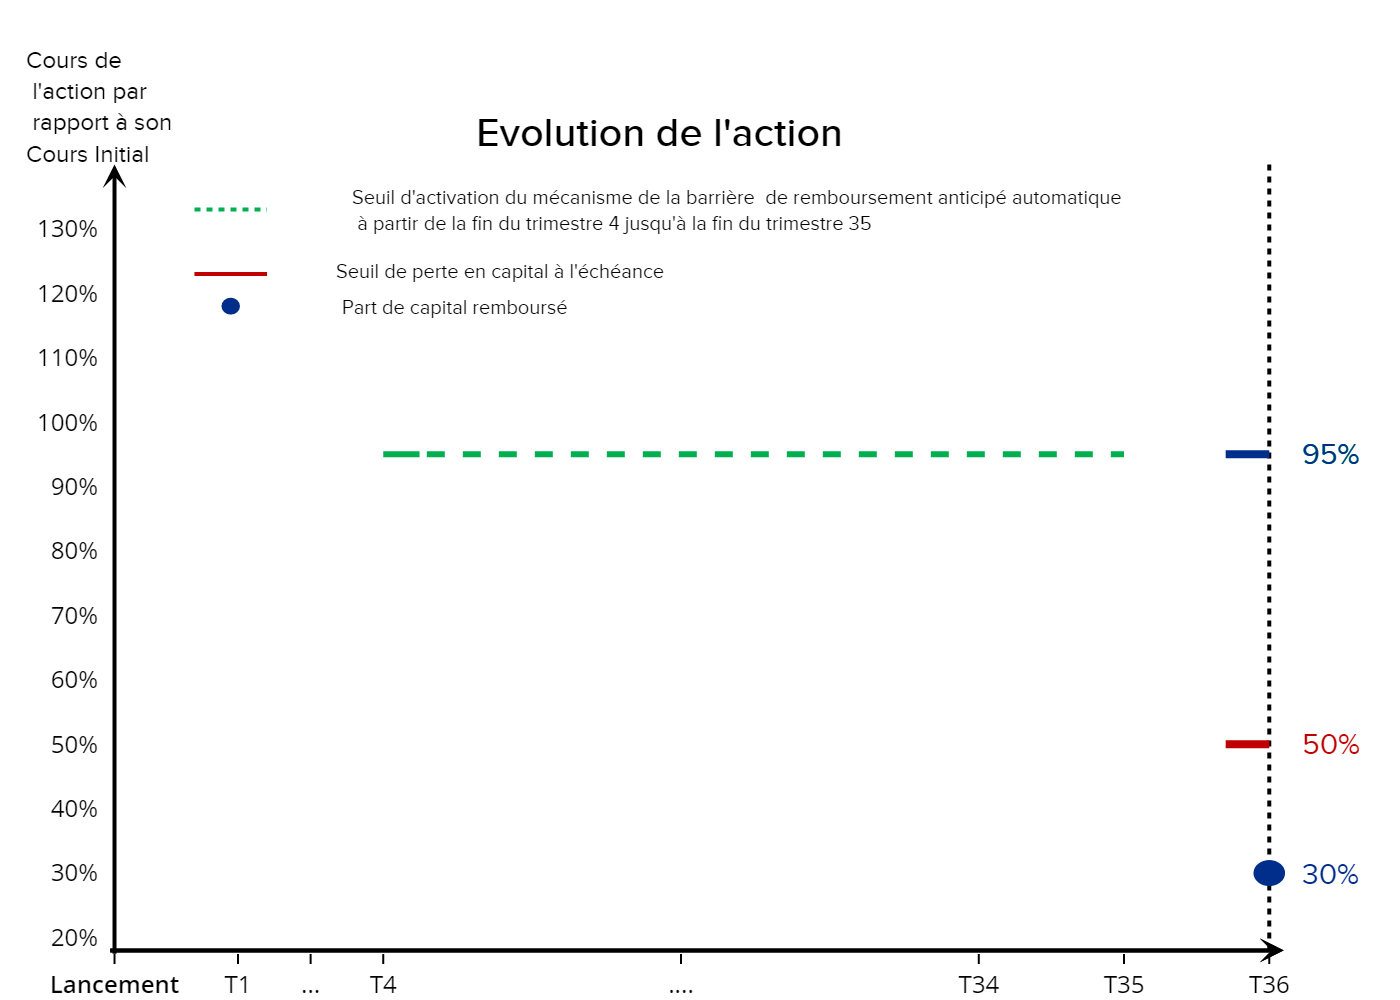 Cours de
l'action par
rapport à son
Cours Initial
Evolution de l'action
Seuil d'activation du mécanisme de la barrière  de remboursement anticipé automatique
à partir de la fin du trimestre 4 jusqu'à la fin du trimestre 35
Seuil de perte en capital à l'échéance
Part de capital remboursé
130%
120%
110%
100%
90%
80%
70%
60%
50%
40%
30%
20%
95%
50%
30%
Lancement T1 ... T4 .... T34 T35 T36